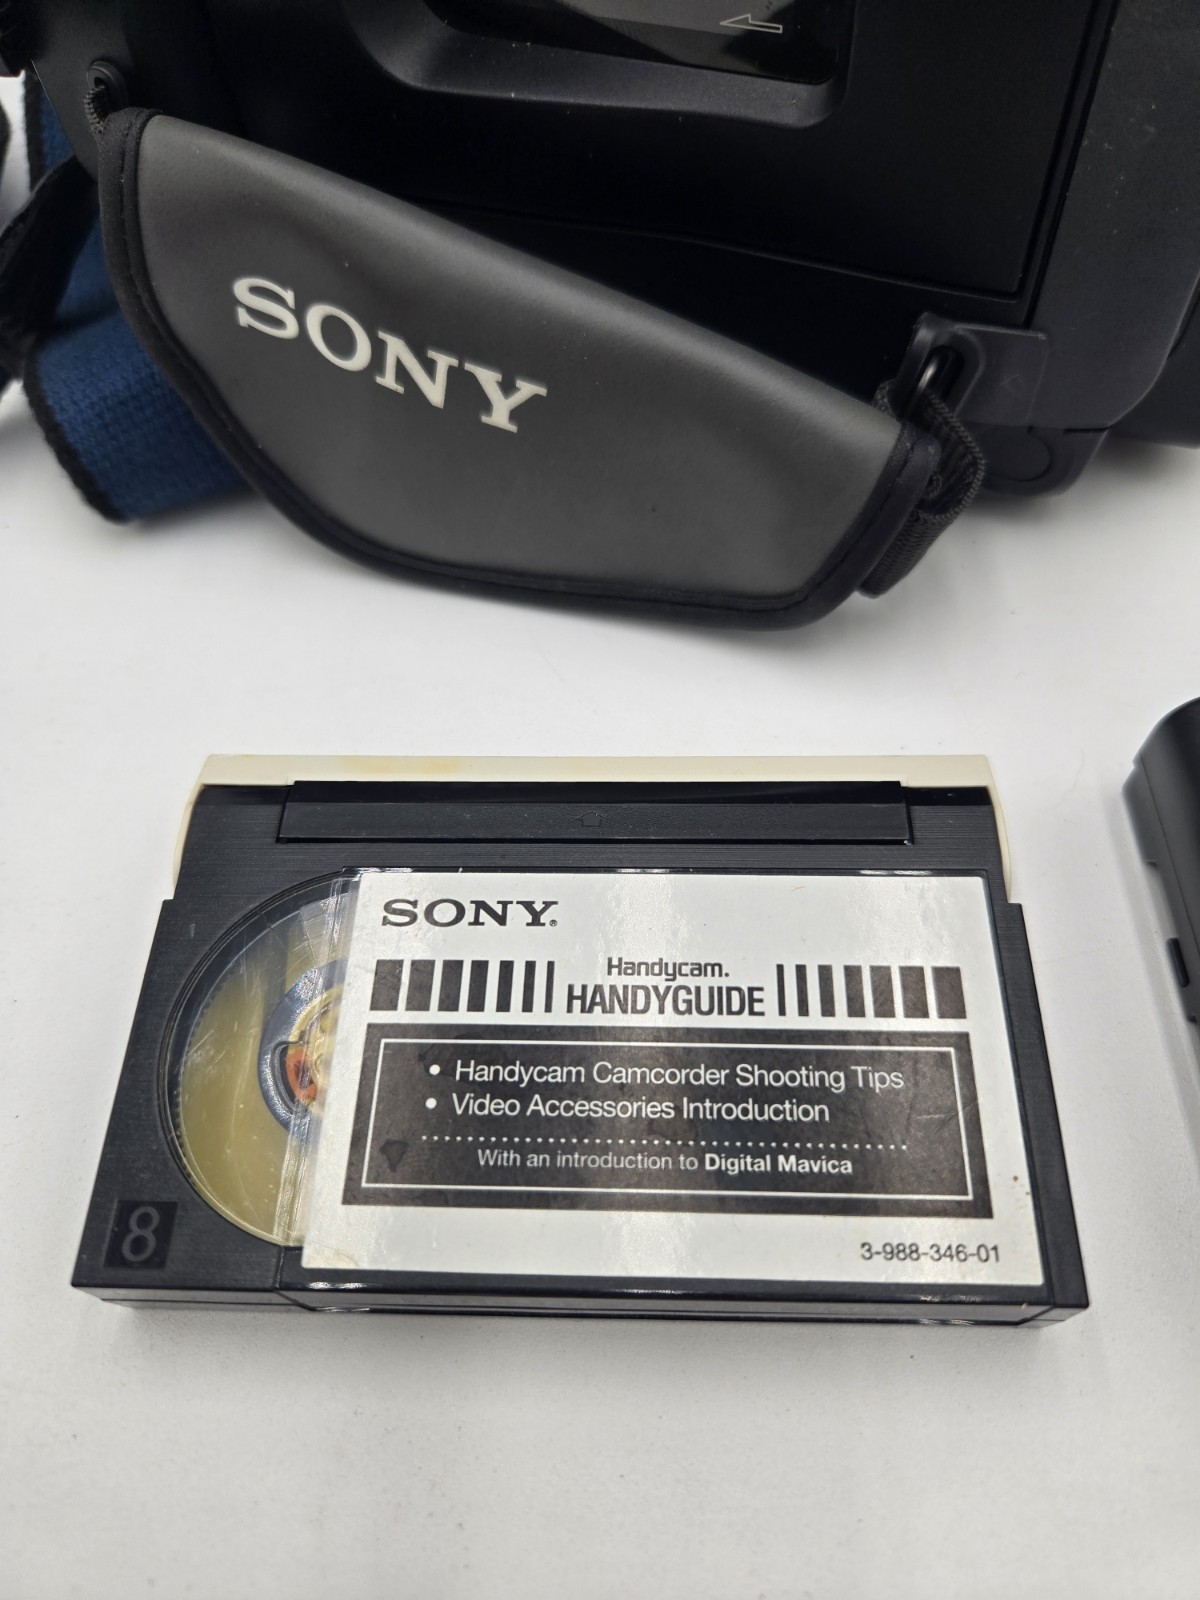 SONY
SONY®
Handycam.
HANDYGUIDE
• Handycam Camcorder Shooting Tips
• Video Accessories Introduction
With an introduction to Digital Mavica
3-988-346-01
8